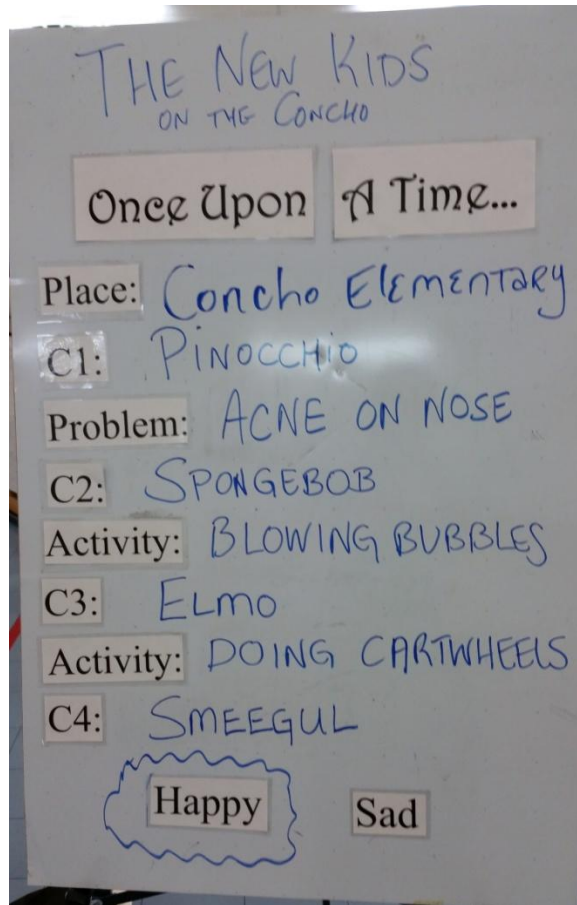 THE NEW KIDS
ON THE CONCHO
Once Upon A Time...
Place: Concho Elementary
C1: PINOCCHIO
Problem: ACNE ON NOSE
C2: SPONGEBOB
Activity: BLOWING BUBBLES
C3: ELMO
Activity: DOING CARTWHEELS
C4: SMEEGUL
Happy Sad